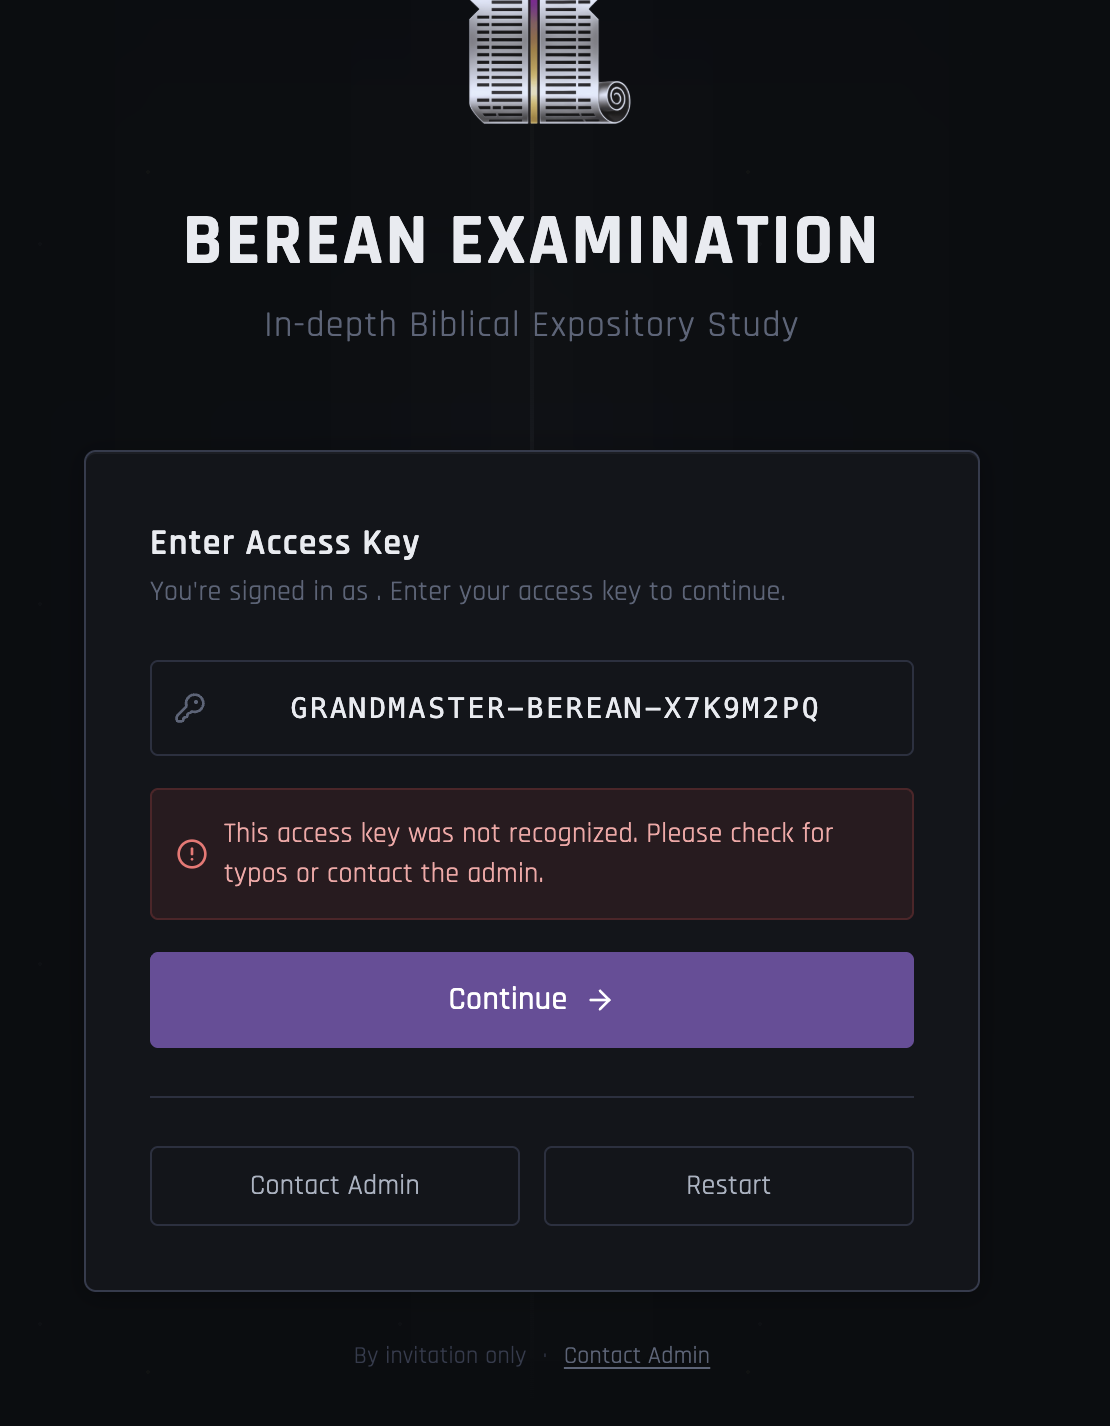 BEREAN EXAMINATION
In-depth Biblical Expository Study
Enter Access Key
You're signed in as . Enter your access key to continue.
GRANDMASTER-BEREAN-X7K9M2PQ
This access key was not recognized. Please check for
typos or contact the admin.
Continue →
Contact Admin
Restart
By invitation only · Contact Admin